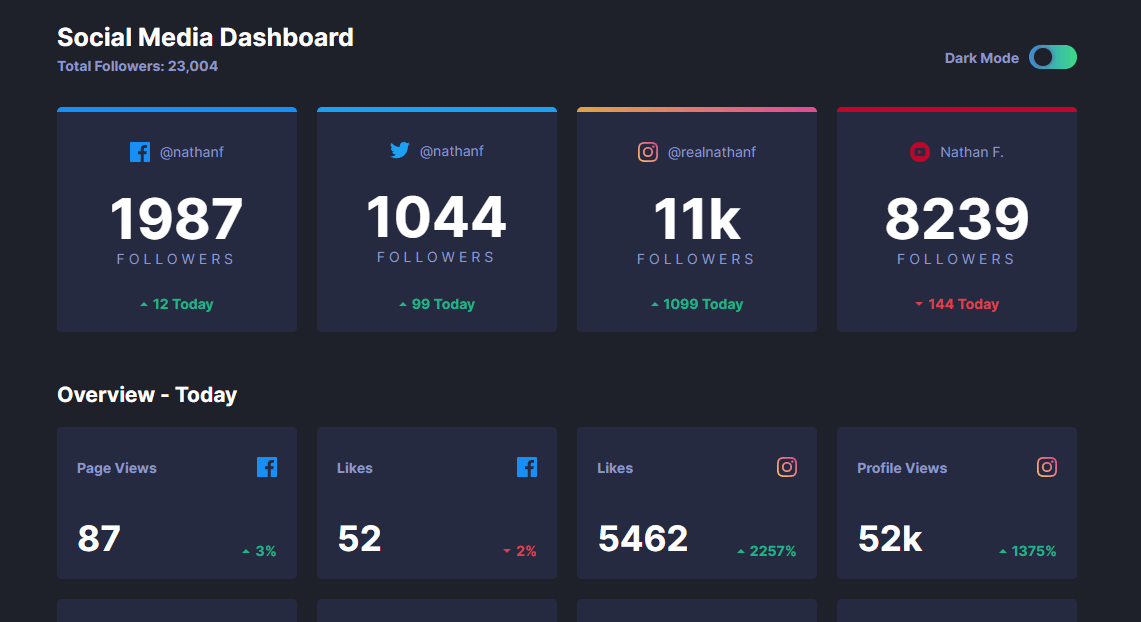 Social Media Dashboard
Total Followers: 23,004
Dark Mode
@nathanf
1987
FOLLOWERS
12 Today
@nathanf
1044
FOLLOWERS
99 Today
@realnathanf
11k
FOLLOWERS
1099 Today
Nathan F.
8239
FOLLOWERS
144 Today
Overview - Today
Page Views
87
3%
Likes
52
2%
Likes
5462
2257%
Profile Views
52k
1375%